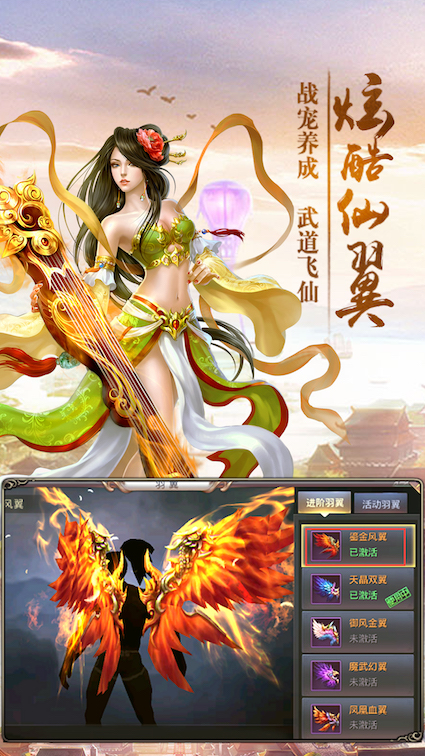 炫酷仙翼
战宠养成 武道飞仙
羽翼
风翼
进阶羽翼
活动羽翼
鎏金风翼
已激活
天晶双翼
已激活
御风金翼
未激活
魔武幻翼
未激活
凤凰血翼
未激活